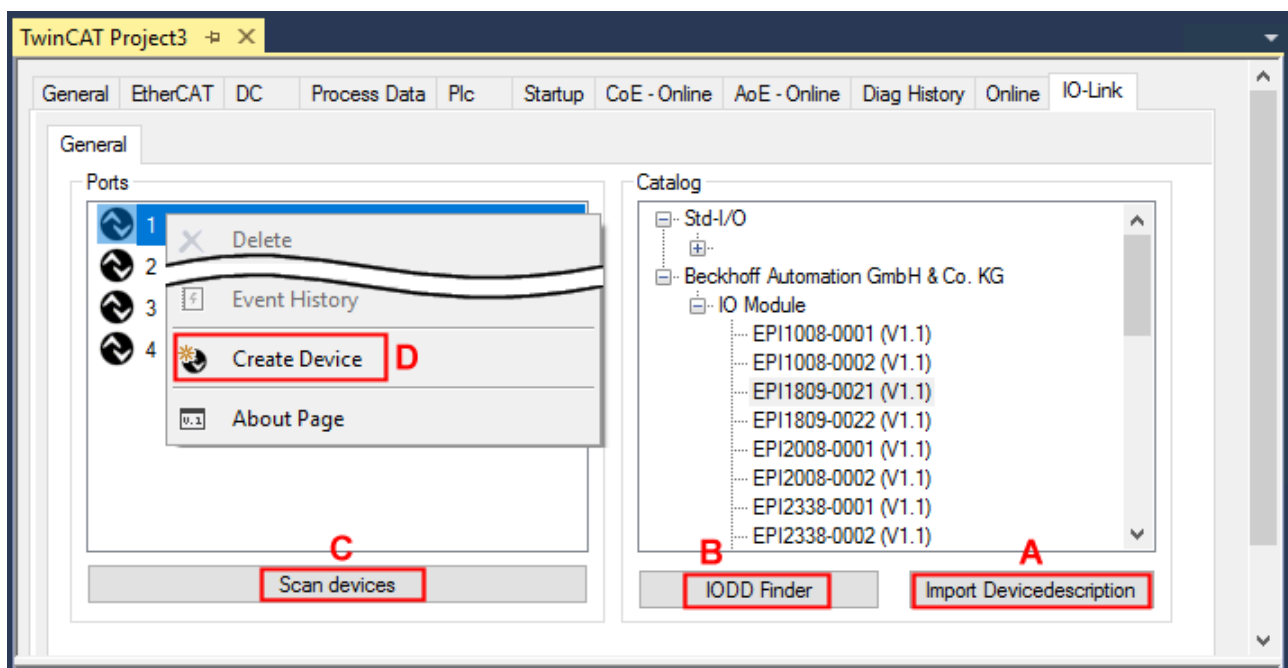 TwinCAT Project3
General EtherCAT DC Process Data Plc Startup CoE - Online AoE - Online Diag History Online IO-Link
General
Ports
1
2
3
4
Delete
Event History
Create Device
D
V.1
About Page
C
Scan devices
Catalog
Std-I/O
Beckhoff Automation GmbH & Co. KG
IO Module
EPI1008-0001 (V1.1)
EPI1008-0002 (V1.1)
EPI1809-0021 (V1.1)
EPI1809-0022 (V1.1)
EPI2008-0001 (V1.1)
EPI2008-0002 (V1.1)
EPI2338-0001 (V1.1)
EPI2338-0002 (V1.1)
B A
IODD Finder Import Devicedescription